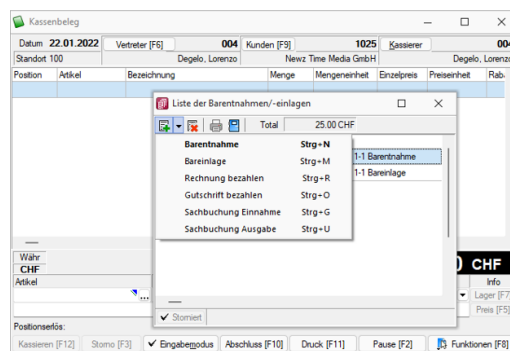 Kassenbeleg
Datum 22.01.2022 Vertreter [F6] 004 Kunden [F9] 1025 Kassierer 004
Standort 100 Degelo, Lorenzo Newz Time Media GmbH Degelo, Lorenzo
Position Artikel Bezeichnung Menge Mengeneinheit Einzelpreis Preiseinheit Rab
Liste der Barentnahmen/-einlagen
Total 25.00 CHF
Barentnahme Strg+N
Bareinlage Strg+M
Rechnung bezahlen Strg+R
Gutschrift bezahlen Strg+O
Sachbuchung Einnahme Strg+G
Sachbuchung Ausgabe Strg+U
1-1 Barentnahme
1-1 Bareinlage
Währ
CHF
0 CHF
Artikel Info
... Lager [F7
Preis [F5]
Storniert
Positionserlös:
Kassieren [F12] Storno [F3] Eingabemodus Abschluss [F10] Druck [F11] Pause [F2] Funktionen [F8]